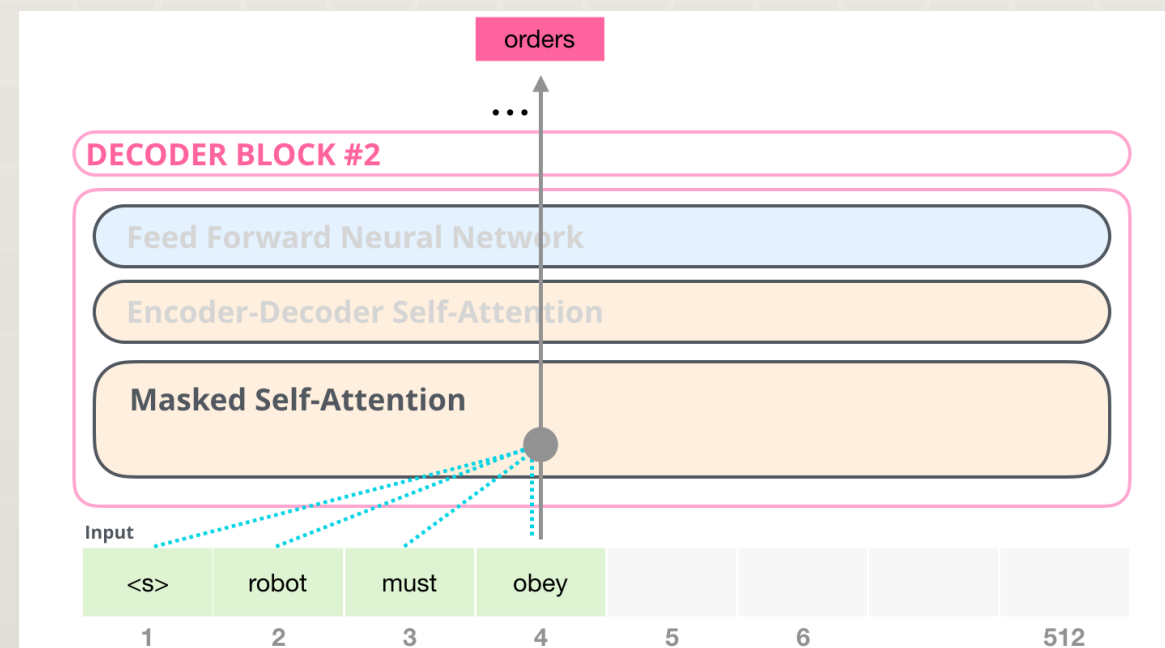 orders
...
DECODER BLOCK #2
Feed Forward Neural Network
Encoder-Decoder Self-Attention
Masked Self-Attention
Input
<s> robot must obey
1 2 3 4 5 6 512